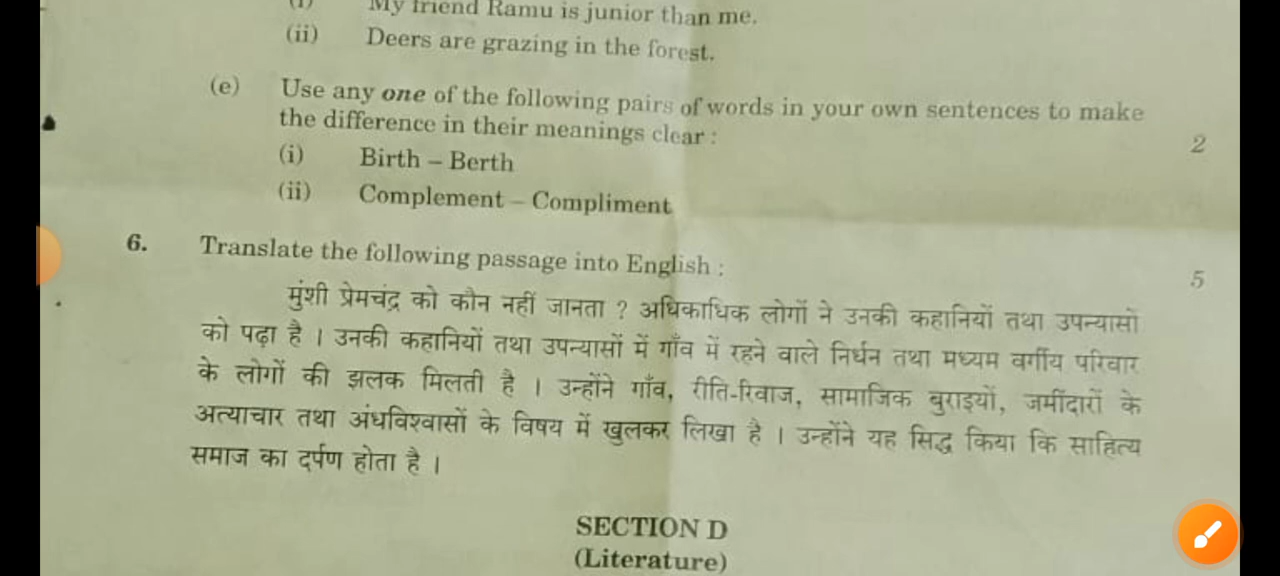 (i) My friend Ramu is junior than me.
(ii) Deers are grazing in the forest.
(e) Use any one of the following pairs of words in your own sentences to make
the difference in their meanings clear : 2
(i) Birth – Berth
(ii) Complement – Compliment
6. Translate the following passage into English : 5
मुंशी प्रेमचंद्र को कौन नहीं जानता ? अधिकाधिक लोगों ने उनकी कहानियों तथा उपन्यासों
को पढ़ा है । उनकी कहानियों तथा उपन्यासों में गाँव में रहने वाले निर्धन तथा मध्यम वर्गीय परिवार
के लोगों की झलक मिलती है । उन्होंने गाँव, रीति-रिवाज, सामाजिक बुराइयों, जमींदारों के
अत्याचार तथा अंधविश्वासों के विषय में खुलकर लिखा है । उन्होंने यह सिद्ध किया कि साहित्य
समाज का दर्पण होता है ।
SECTION D
(Literature)